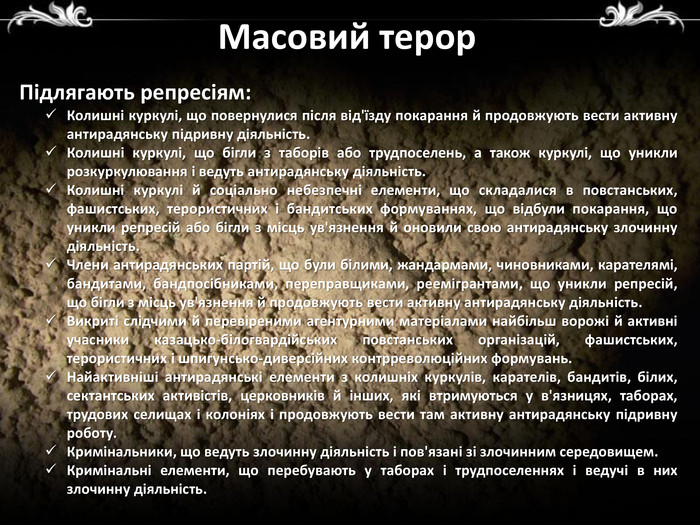 Масовий терор
Підлягають репресіям:
✓ Колишні куркулі, що повернулися після від'їзду покарання й продовжують вести активну
антирадянську підривну діяльність.
✓ Колишні куркулі, що бігли з таборів або трудпоселень, а також куркулі, що уникли
розкуркулювання і ведуть антирадянську діяльність.
✓ Колишні куркулі й соціально небезпечні елементи, що складалися в повстанських,
фашистських, терористичних і бандитських формуваннях, що відбули покарання, що
уникли репресій або бігли з місць ув'язнення й оновили свою антирадянську злочинну
діяльність.
✓ Члени антирадянських партій, що були білими, жандармами, чиновниками, карателямі,
бандитами, бандпосібниками, переправщиками, реемігрантами, що уникли репресій,
що бігли з місць ув'язнення й продовжують вести активну антирадянську діяльність.
✓ Викриті слідчими й перевіреними агентурними матеріалами найбільш ворожі й активні
учасники казацько-білогвардійських повстанських організацій, фашистських,
терористичних і шпигунсько-диверсійних контрреволюційних формувань.
✓ Найактивніші антирадянські елементи з колишніх куркулів, карателів, бандитів, білих,
сектантських активістів, церковників й інших, які втримуються у в'язницях, таборах,
трудових селищах і колоніях і продовжують вести там активну антирадянську підривну
роботу.
✓ Кримінальники, що ведуть злочинну діяльність і пов'язані зі злочинним середовищем.
✓ Кримінальні елементи, що перебувають у таборах і трудпоселеннях і ведучі в них
злочинну діяльність.